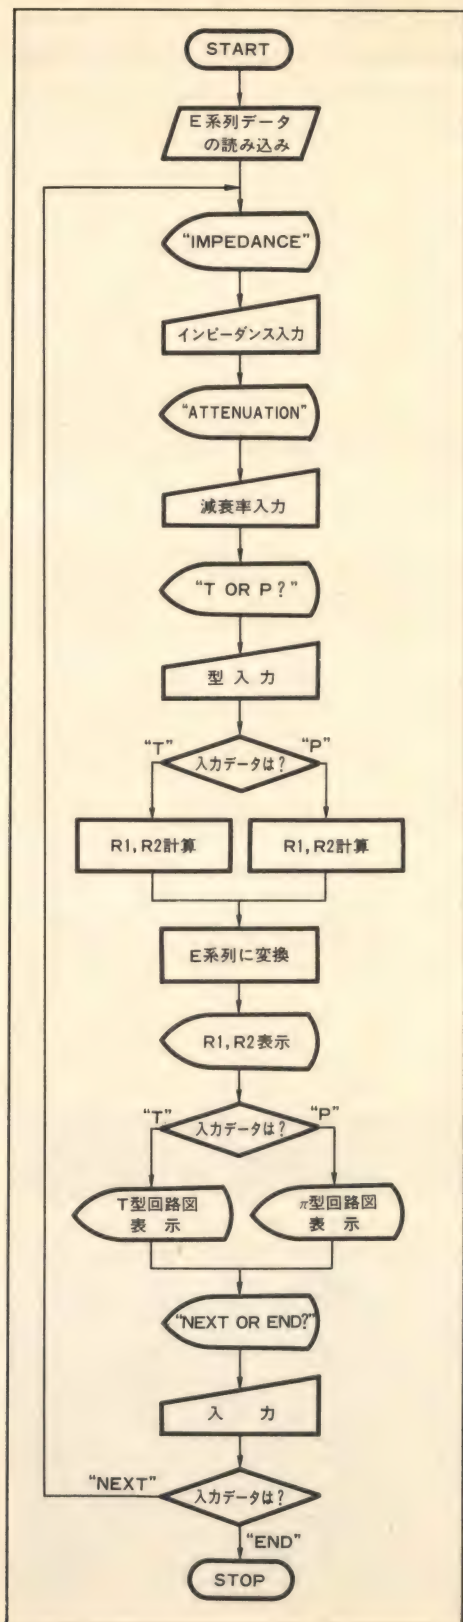 START
E系列データ
の読み込み
“IMPEDANCE”
インピーダンス入力
“ATTENUATION”
減衰率入力
“T OR P?”
型入力
“T”
入力データは?
“P”
R1,R2計算
R1,R2計算
E系列に変換
R1,R2表示
“T”
入力データは?
“P”
T型回路図
表示
π型回路図
表示
“NEXT OR END?”
入力
“NEXT”
入力データは?
“END”
STOP